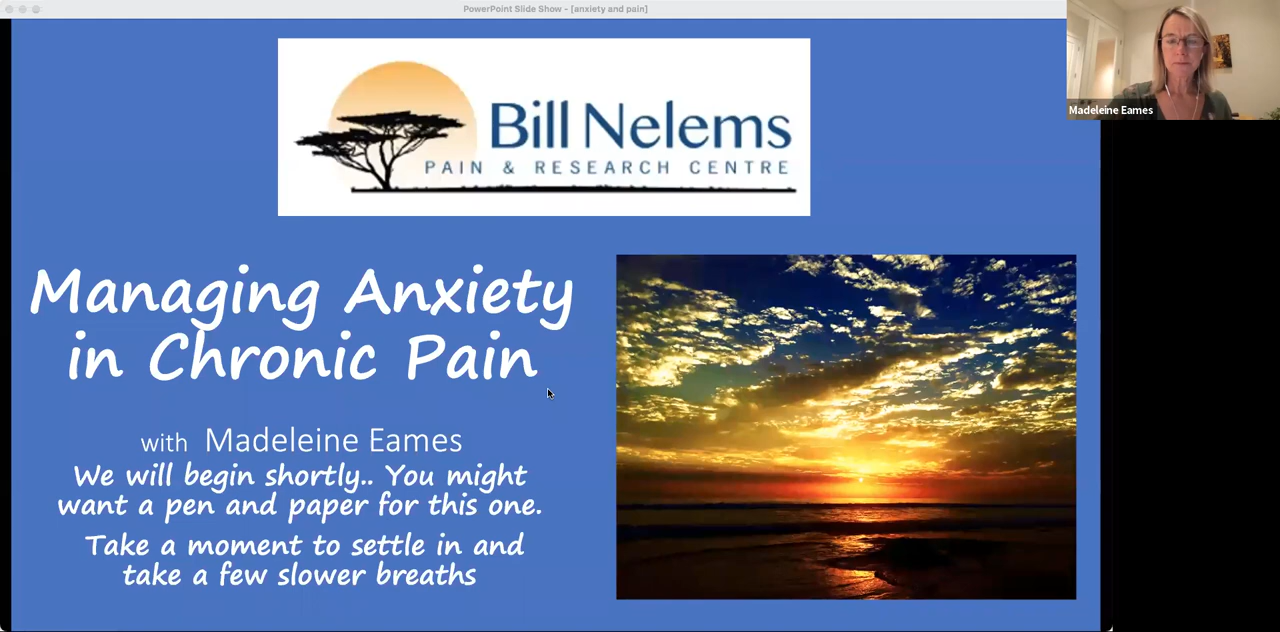 PowerPoint Slide Show - [anxiety and pain]
Madeleine Eames
Bill Nelems
PAIN & RESEARCH CENTRE
Managing Anxiety
in Chronic Pain
with Madeleine Eames
We will begin shortly.. You might
want a pen and paper for this one.
Take a moment to settle in and
take a few slower breaths